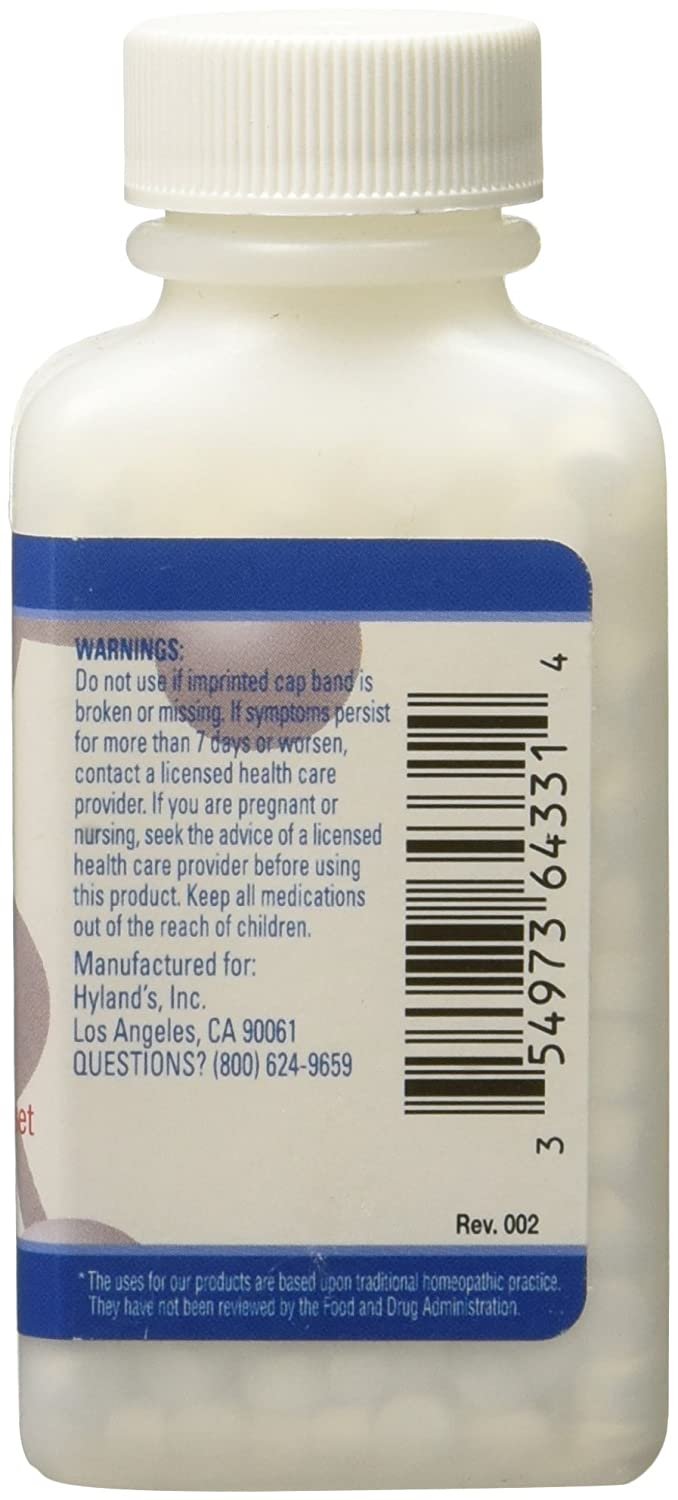 WARNINGS:
Do not use if imprinted cap band is
broken or missing. If symptoms persist
for more than 7 days or worsen,
contact a licensed health care
provider. If you are pregnant or
nursing, seek the advice of a licensed
health care provider before using
this product. Keep all medications
out of the reach of children.
Manufactured for:
Hyland's, Inc.
Los Angeles, CA 90061
QUESTIONS? (800) 624-9659
3 54973 64331 4
et
Rev. 002
*The uses for our products are based upon traditional homeopathic practice.
They have not been reviewed by the Food and Drug Administration.